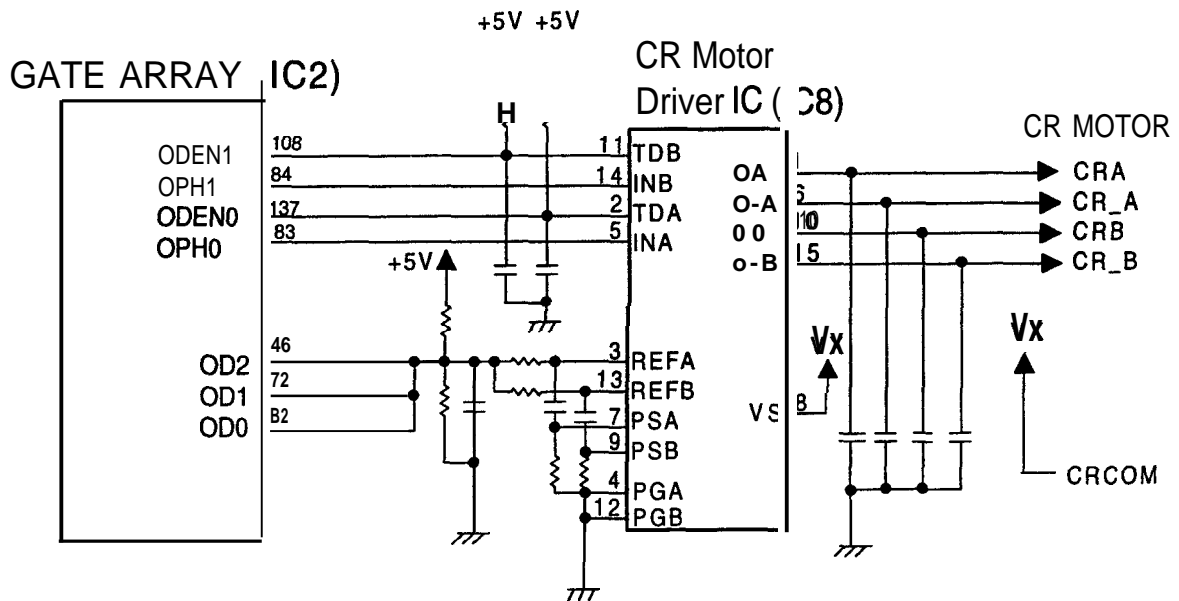 +5V +5V
GATE ARRAY IC2)
CR Motor
Driver IC ( C8)
CR MOTOR
H
ODEN1 108 11 TDB
OPH1 84 14 INB
ODEN0 137 2 TDA
OPH0 83 5 INA
OA CRA
O-A 6 CR_A
00 10 CRB
o-B 15 CR_B
+5V
OD2 46 3 REFA
OD1 72 13 REFB
OD0 B2
7 PSA
9 PSB
4 PGA
12 PGB
VS 8
Vx
Vx
CRCOM